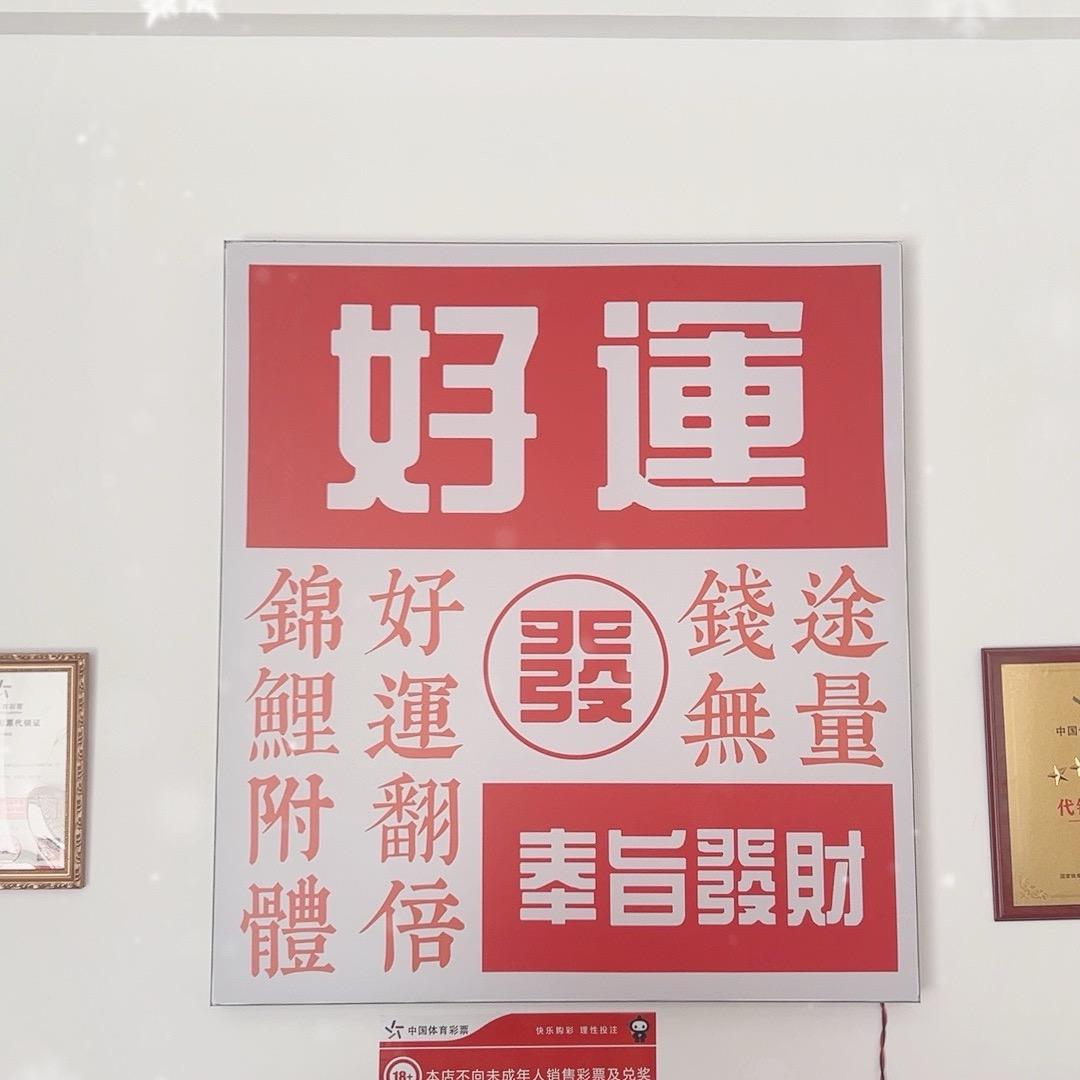 好運
錦鯉附體
好運翻倍
發
錢途
無量
奉旨發財
中国体育彩票
快乐购彩 理性投注
18+
本店不向未成年人销售彩票及兑奖